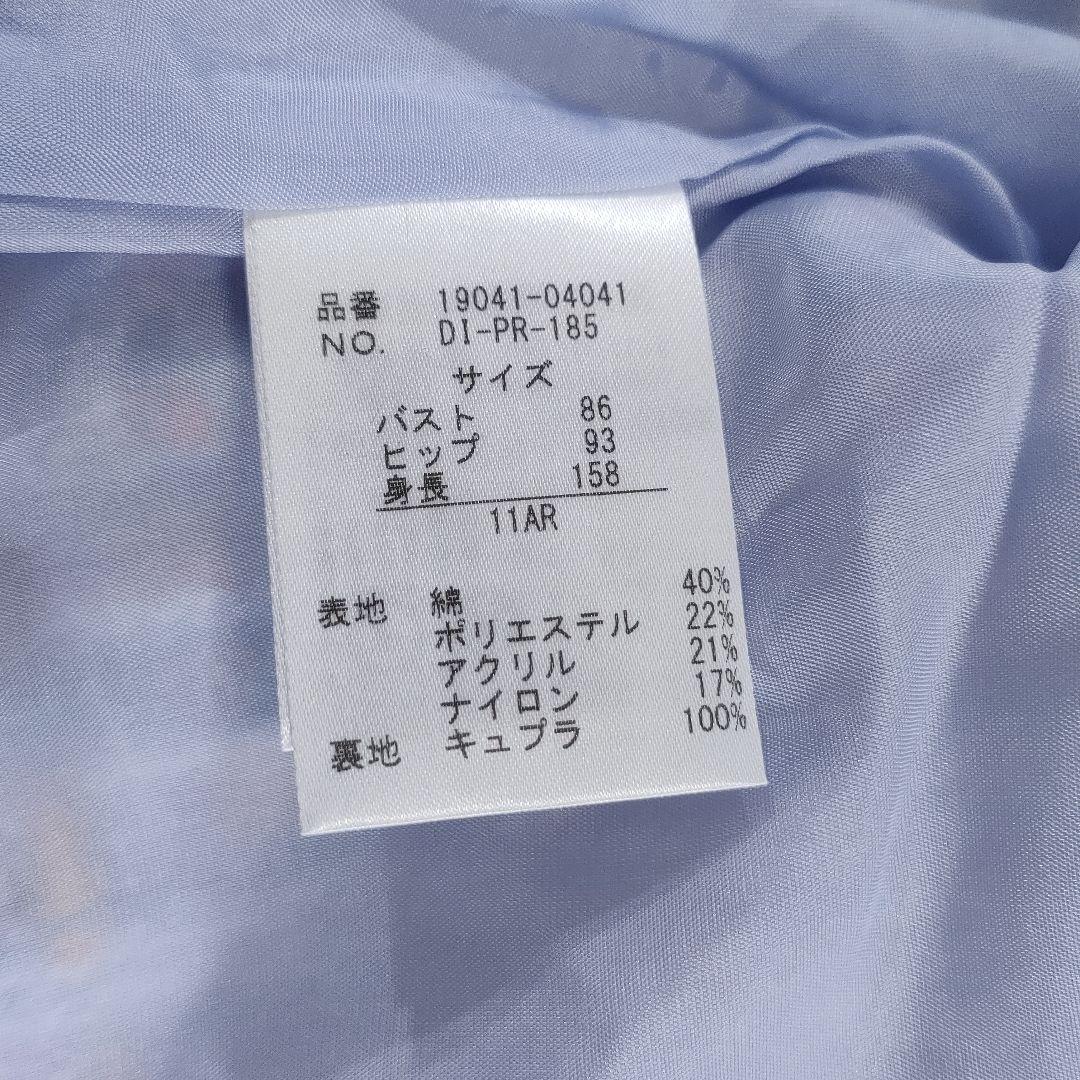 品番 19041-04041
NO. DI-PR-185
サイズ
バスト 86
ヒップ 93
身長 158
11AR
表地 綿 40%
ポリエステル 22%
アクリル 21%
ナイロン 17%
裏地 キュプラ 100%